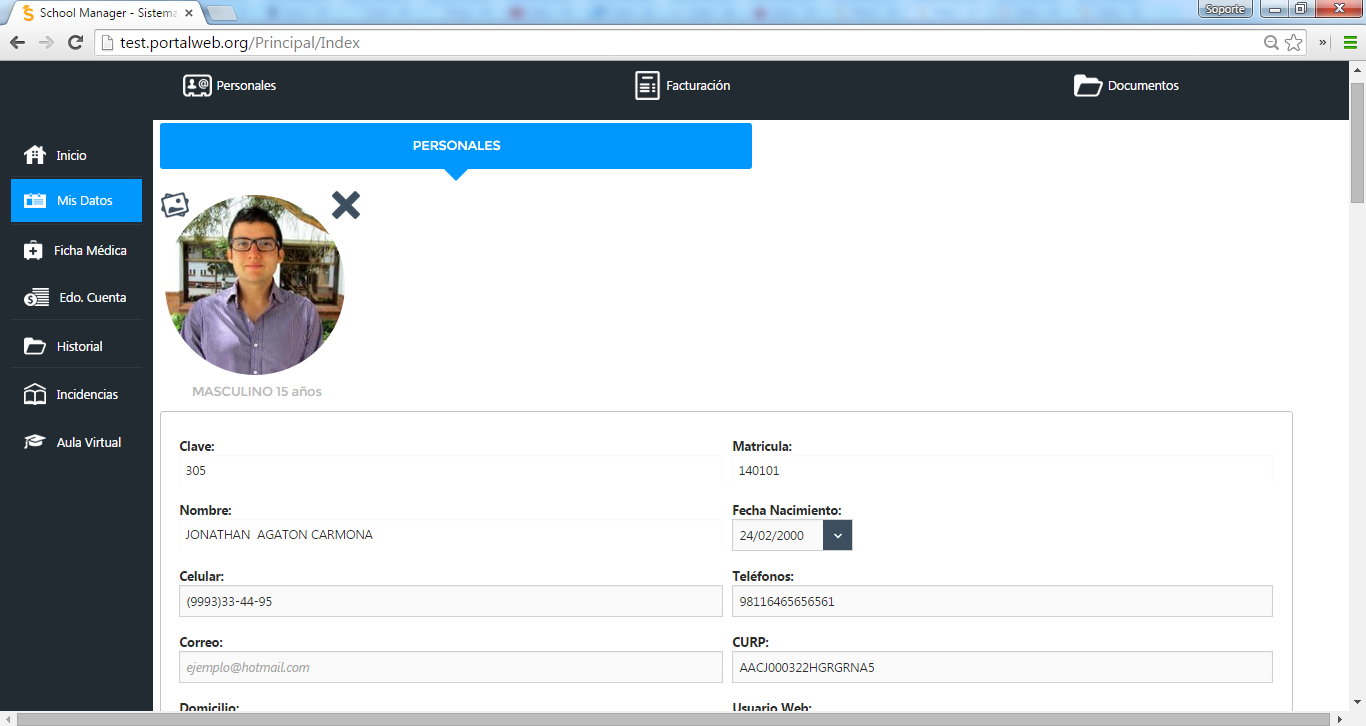 School Manager - Sistema
Soporte
test.portalweb.org/Principal/Index
»
Personales
Facturación
Documentos
Inicio
Mis Datos
Ficha Médica
Edo. Cuenta
Historial
Incidencias
Aula Virtual
PERSONALES
MASCULINO 15 años
Clave:
Matricula:
305
140101
Nombre:
Fecha Nacimiento:
JONATHAN AGATON CARMONA
24/02/2000
Celular:
Teléfonos:
(9993)33-44-95
98116465656561
Correo:
CURP:
ejemplo@hotmail.com
AACJ000322HGRGRNA5
Domicilio:
Usuario Web: